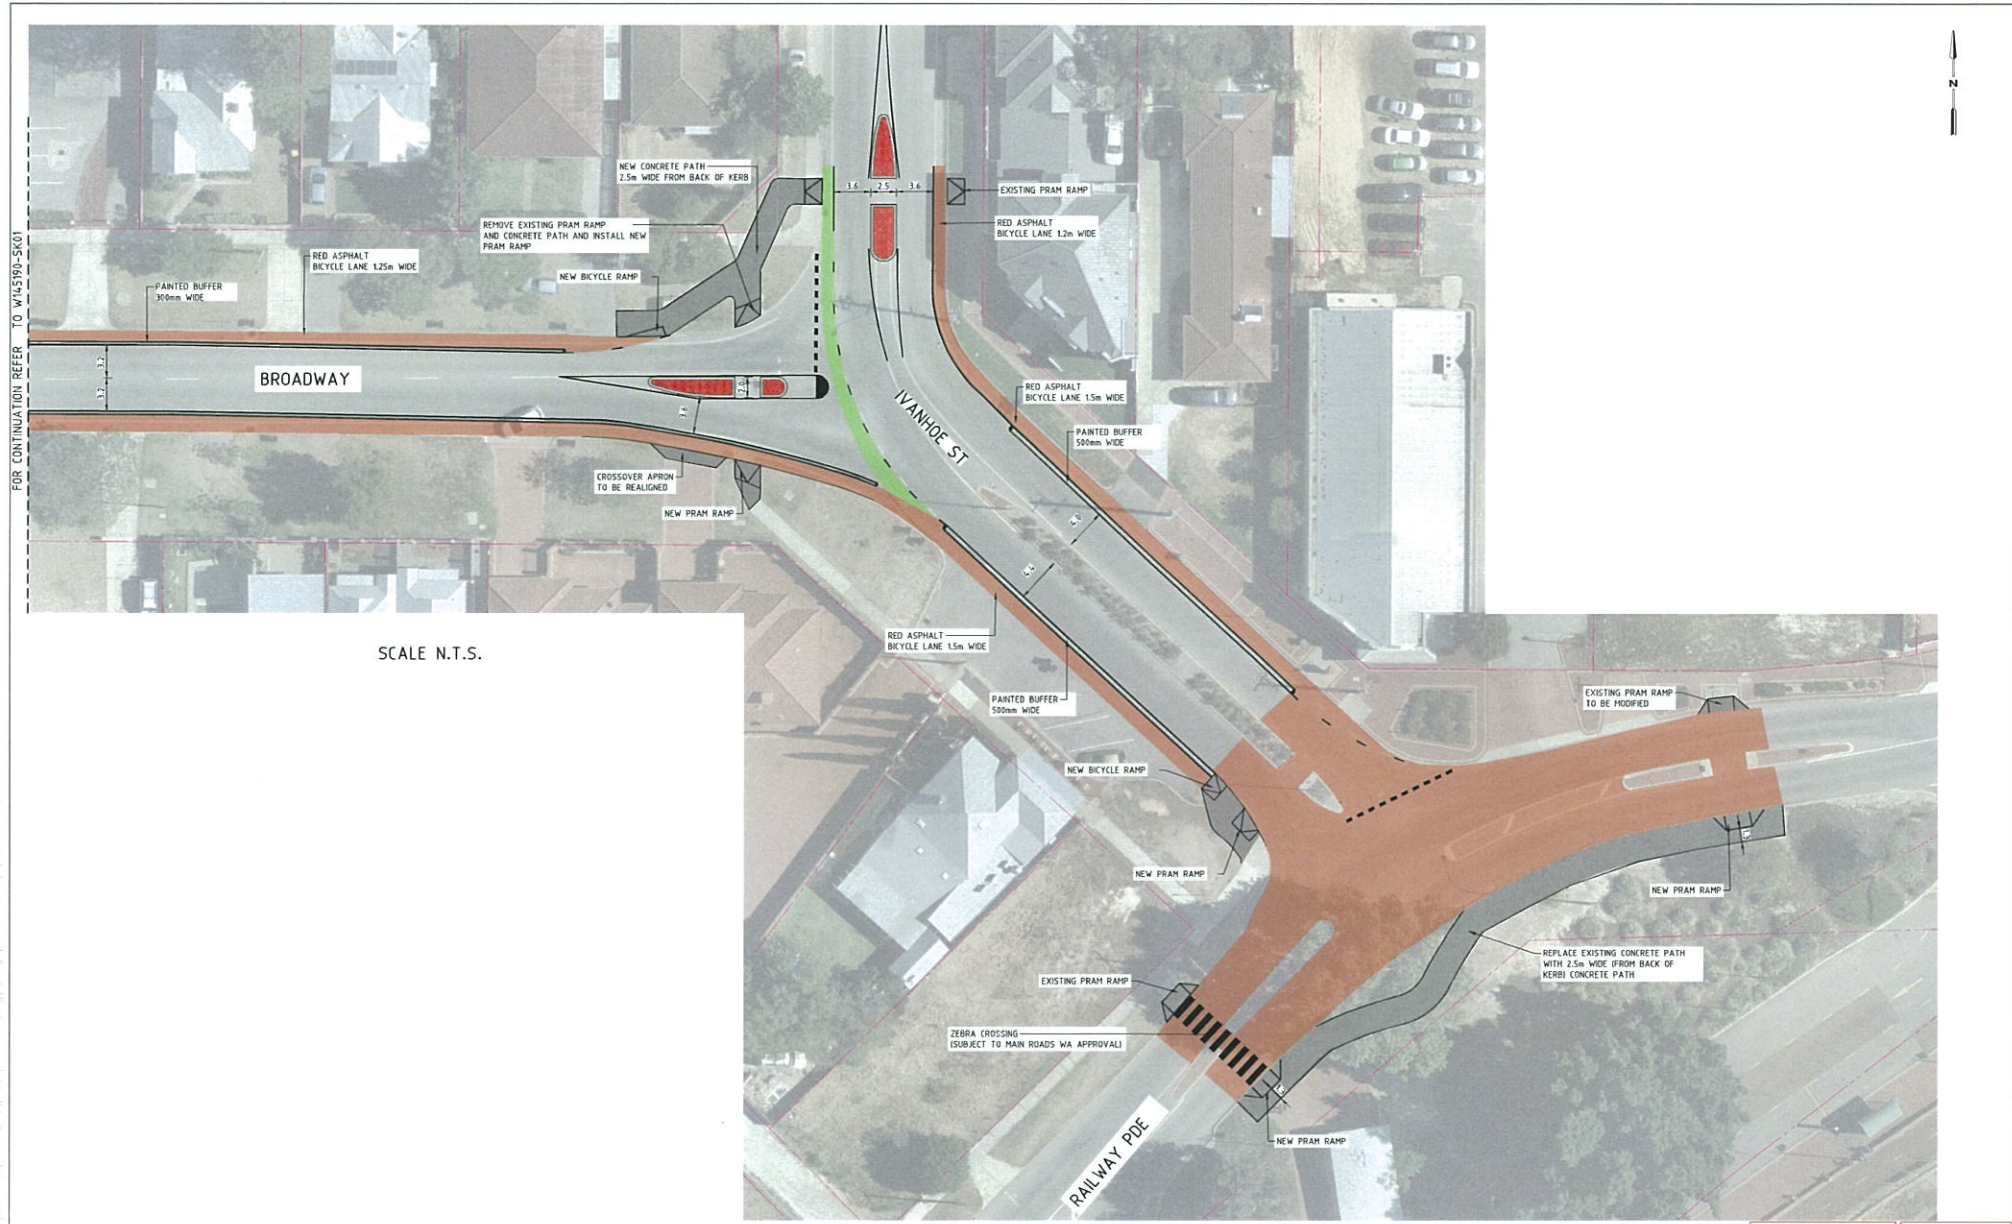 N
NEW CONCRETE PATH
2.5m WIDE FROM BACK OF KERB
3.6
2.5
3.6
EXISTING PRAM RAMP
REMOVE EXISTING PRAM RAMP
AND CONCRETE PATH AND INSTALL NEW
PRAM RAMP
RED ASPHALT
BICYCLE LANE 1.2m WIDE
RED ASPHALT
BICYCLE LANE 1.25m WIDE
NEW BICYCLE RAMP
PAINTED BUFFER
300mm WIDE
FOR CONTINUATION REFER TO W145190-SK01
3.2
3.2
BROADWAY
2.0
3.6
IVANHOE ST
RED ASPHALT
BICYCLE LANE 1.5m WIDE
PAINTED BUFFER
500mm WIDE
CROSSOVER APRON
TO BE REALIGNED
NEW PRAM RAMP
4.0
4.4
RED ASPHALT
BICYCLE LANE 1.5m WIDE
SCALE N.T.S.
PAINTED BUFFER
500mm WIDE
EXISTING PRAM RAMP
TO BE MODIFIED
NEW BICYCLE RAMP
NEW PRAM RAMP
NEW PRAM RAMP
REPLACE EXISTING CONCRETE PATH
WITH 2.5m WIDE (FROM BACK OF
KERB) CONCRETE PATH
EXISTING PRAM RAMP
ZEBRA CROSSING
(SUBJECT TO MAIN ROADS WA APPROVAL)
NEW PRAM RAMP
RAILWAY PDE